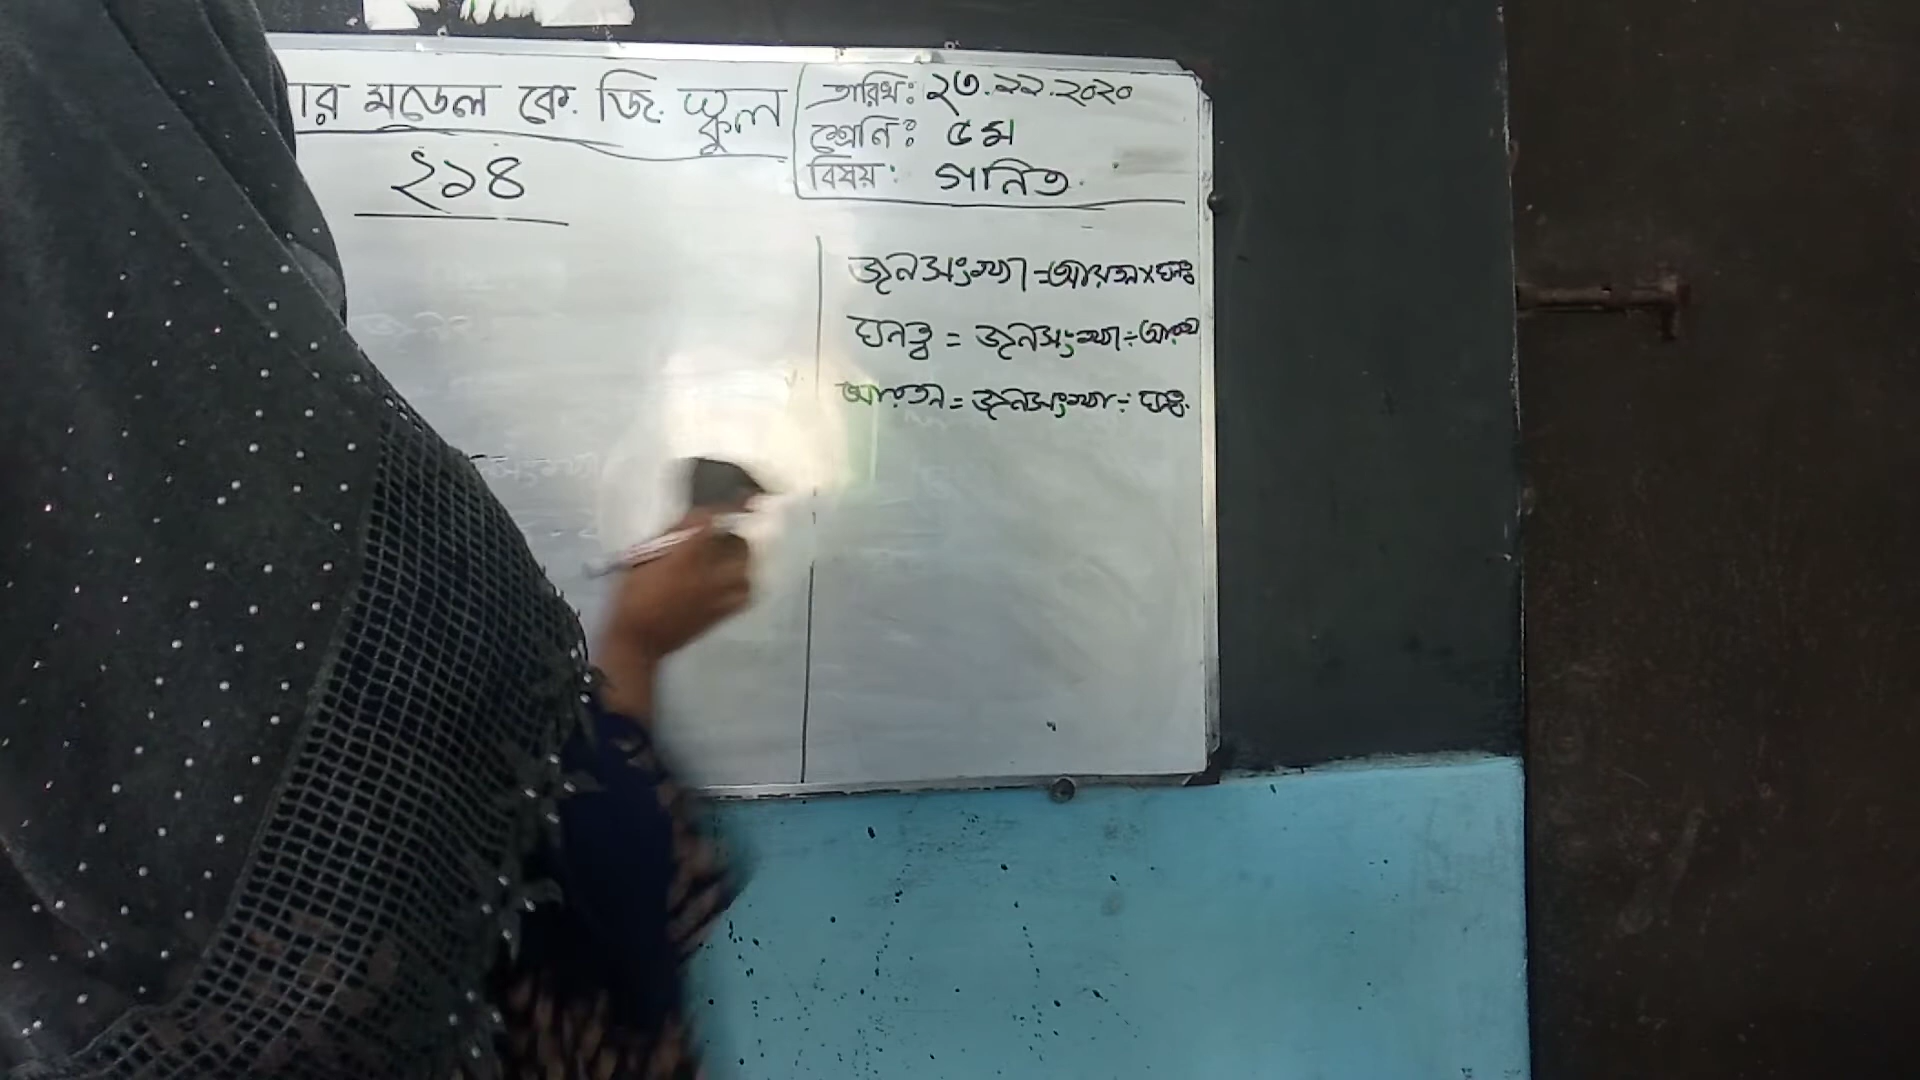 ার মডেল কে. জি. স্কুল
২১৪
তারিখ: ২৩.১১.২০২০
শ্রেনি: ৫ম
বিষয়: গনিত
জনসংখ্যা = আয়তন × ঘনত্ব
ঘনত্ব = জনসংখ্যা ÷ আয়তন
আয়তন = জনসংখ্যা ÷ ঘনত্ব.